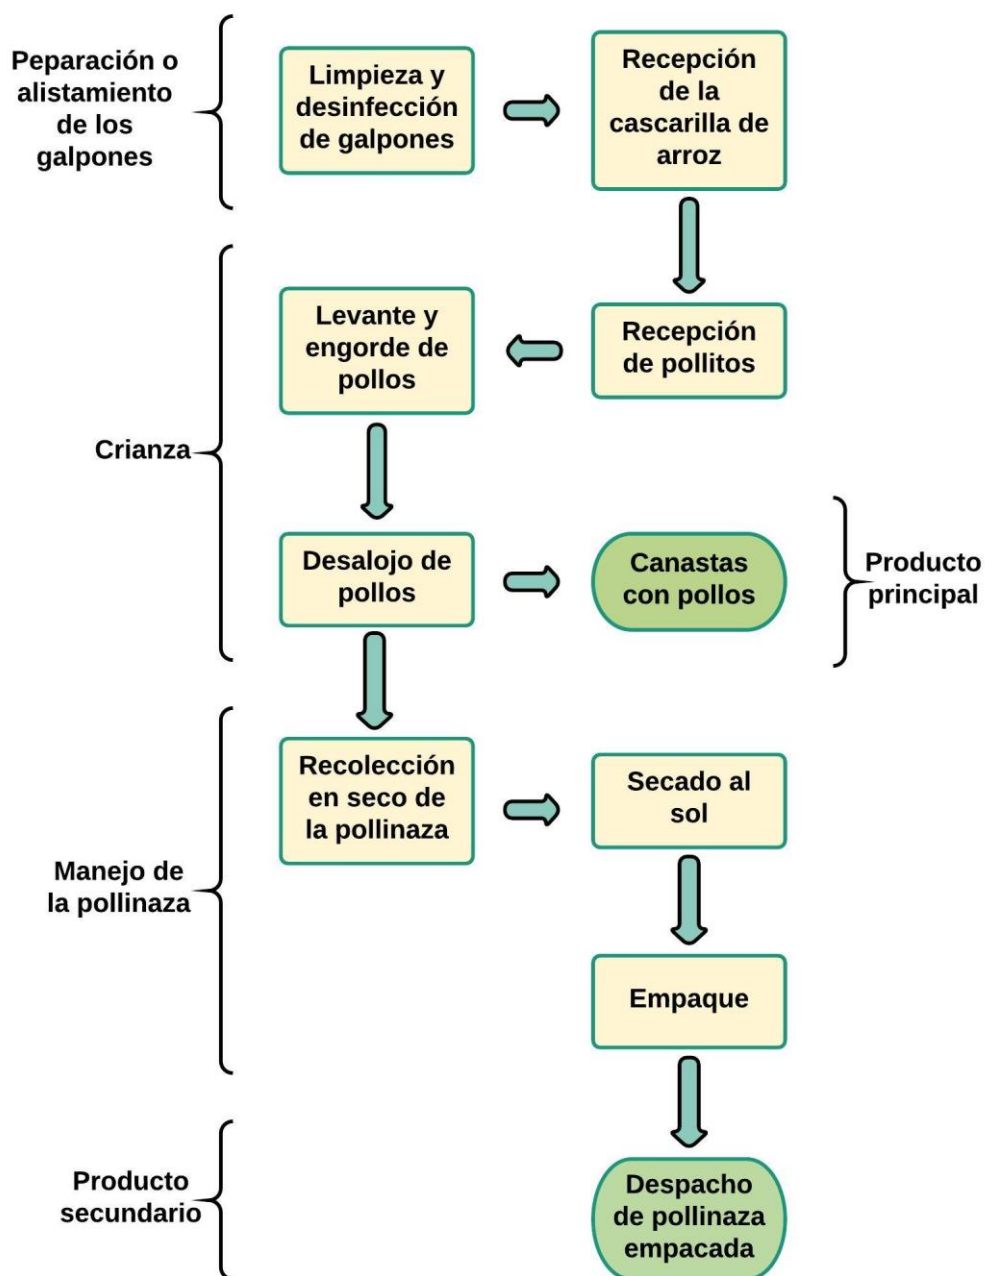 Peparación o
alistamiento
de los
galpones
Limpieza y
desinfección
de galpones
Recepción
de la
cascarilla de
arroz
Crianza
Levante y
engorde de
pollos
Recepción
de pollitos
Desalojo de
pollos
Canastas
con pollos
Producto
principal
Manejo de
la pollinaza
Recolección
en seco de
la pollinaza
Secado al
sol
Empaque
Producto
secundario
Despacho
de pollinaza
empacada